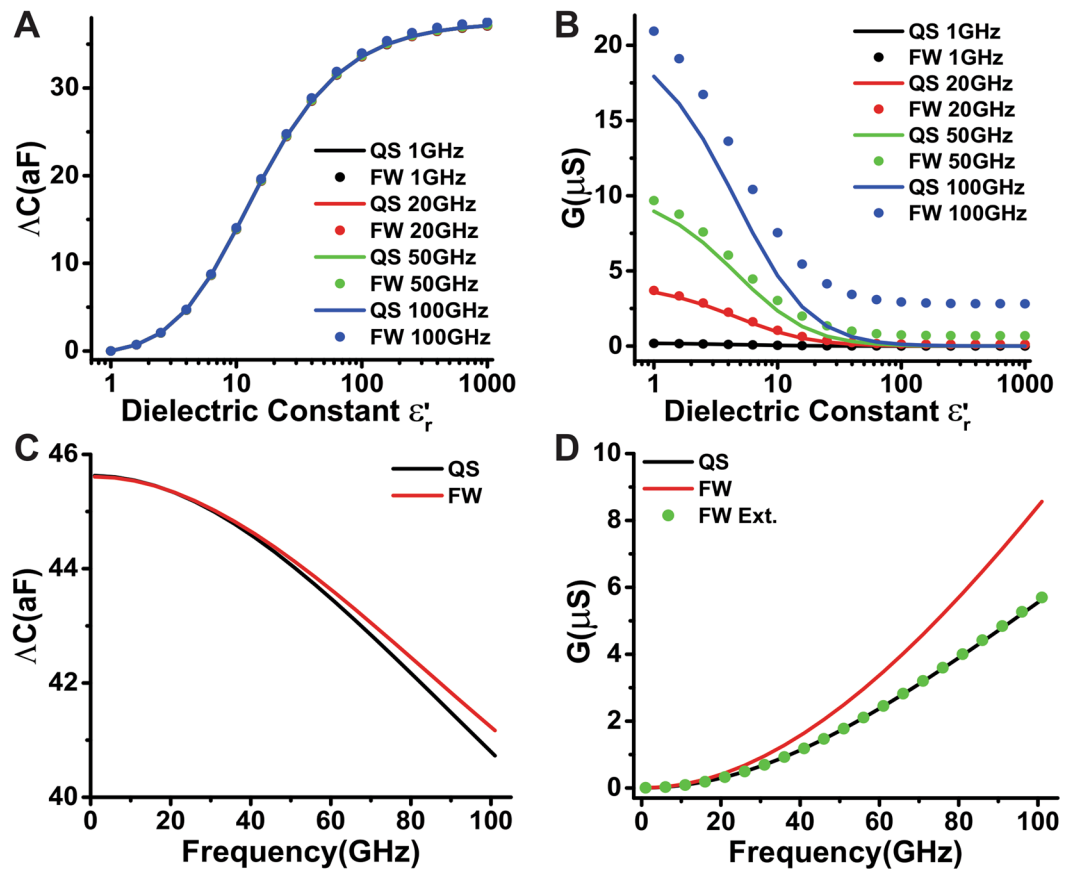 A
ΛC(aF)
30
20
10
0
QS 1GHz
FW 1GHz
QS 20GHz
FW 20GHz
QS 50GHz
FW 50GHz
QS 100GHz
FW 100GHz
1 10 100 1000
Dielectric Constant ε'r
B
G(μS)
20
15
10
5
0
QS 1GHz
FW 1GHz
QS 20GHz
FW 20GHz
QS 50GHz
FW 50GHz
QS 100GHz
FW 100GHz
1 10 100 1000
Dielectric Constant ε'r
C
ΛC(aF)
46
44
42
40
QS
FW
0 20 40 60 80 100
Frequency(GHz)
D
G(μS)
10
8
6
4
2
0
QS
FW
FW Ext.
0 20 40 60 80 100
Frequency(GHz)